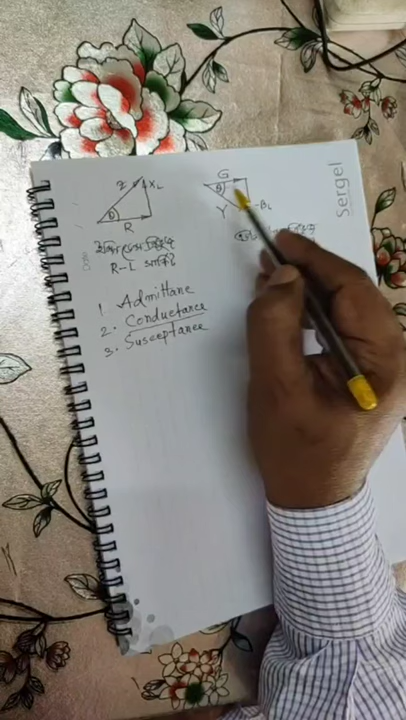 Sergel
Z
XL
θ
R
G
θ
Y
-BL
R-L সার্কিট
1. Admittane
2. Conductance
3. Susceptance